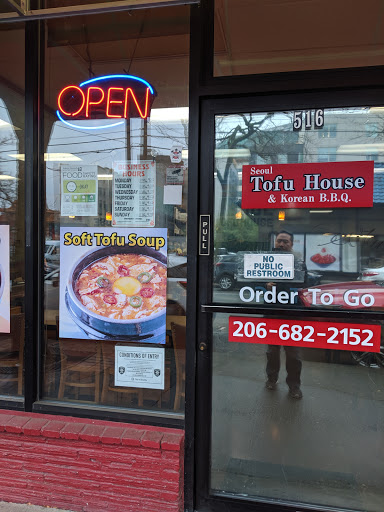 516
OPEN
Seoul
Tofu House
& Korean B.B.Q.
FOOD
BUSINESS
HOURS
MONDAY
TUESDAY
WEDNESDAY
THURSDAY
FRIDAY
SATURDAY
SUNDAY
PULL
Soft Tofu Soup
NO
PUBLIC
RESTROOM
Order To Go
206-682-2152
CONDITIONS OF ENTRY